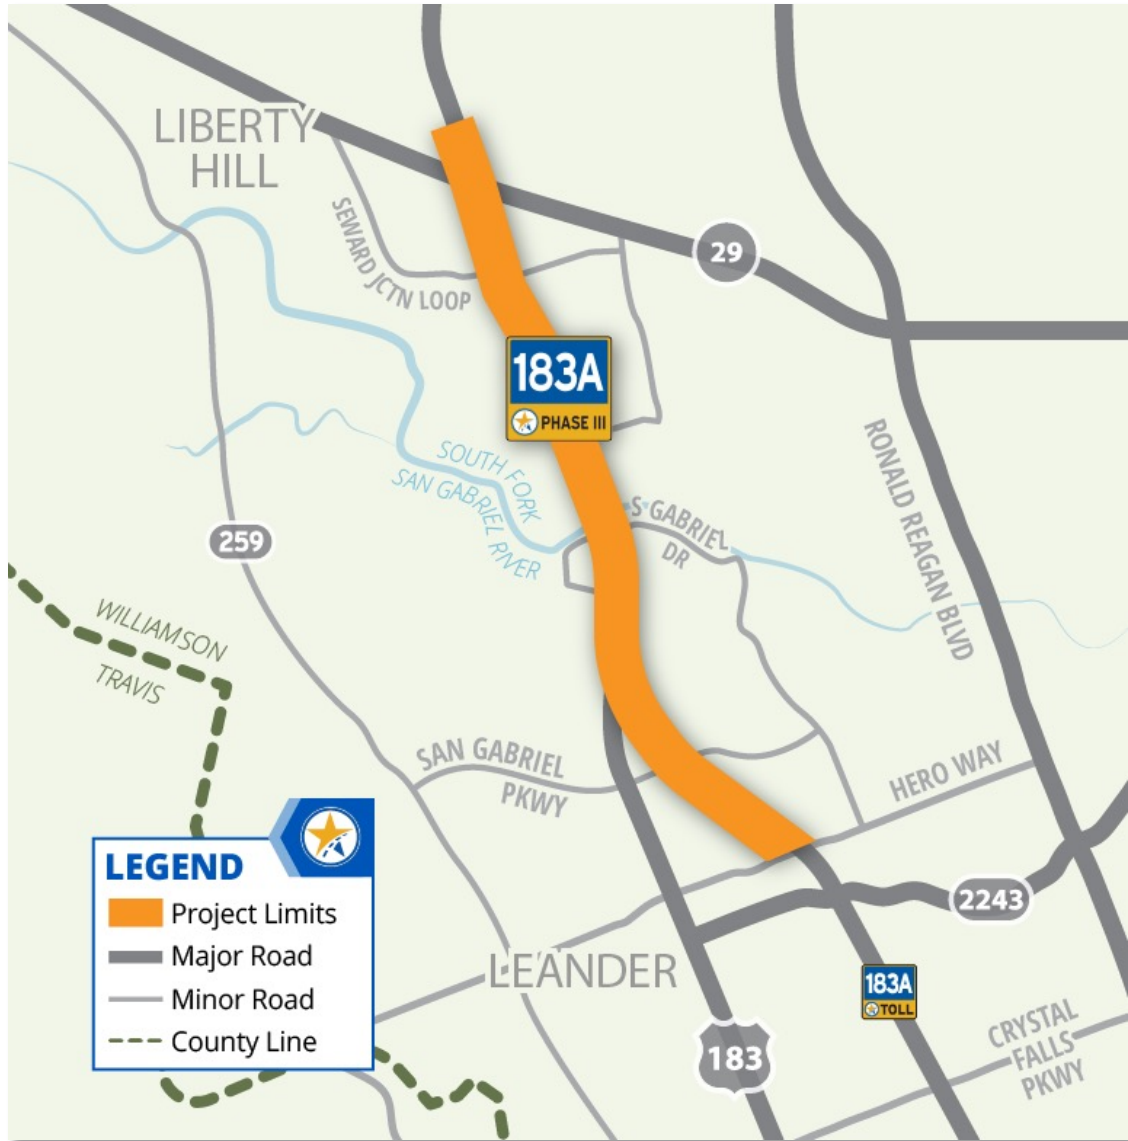 LIBERTY
HILL
SEWARD JCTN LOOP
29
183A
PHASE III
SOUTH FORK
SAN GABRIEL RIVER
S GABRIEL
DR
RONALD REAGAN BLVD
259
WILLIAMSON
TRAVIS
SAN GABRIEL
PKWY
HERO WAY
2243
LEANDER
183A
TOLL
183
CRYSTAL
FALLS
PKWY
LEGEND
Project Limits
Major Road
Minor Road
County Line